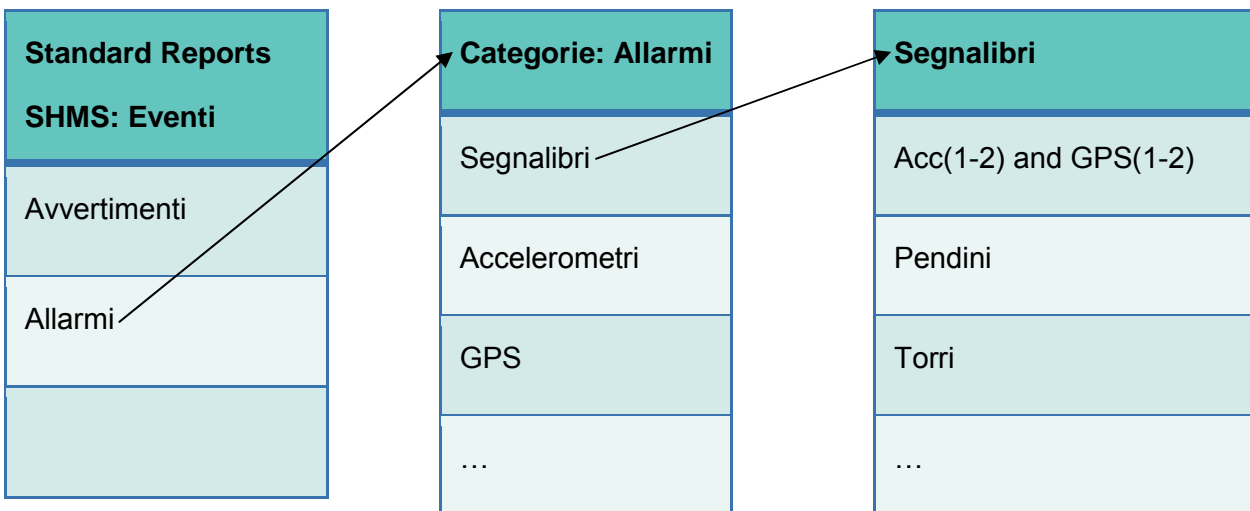 Standard Reports
SHMS: Eventi
Avvertimenti
Allarmi
Categorie: Allarmi
Segnalibri
Accelerometri
GPS
…
Segnalibri
Acc(1-2) and GPS(1-2)
Pendini
Torri
…